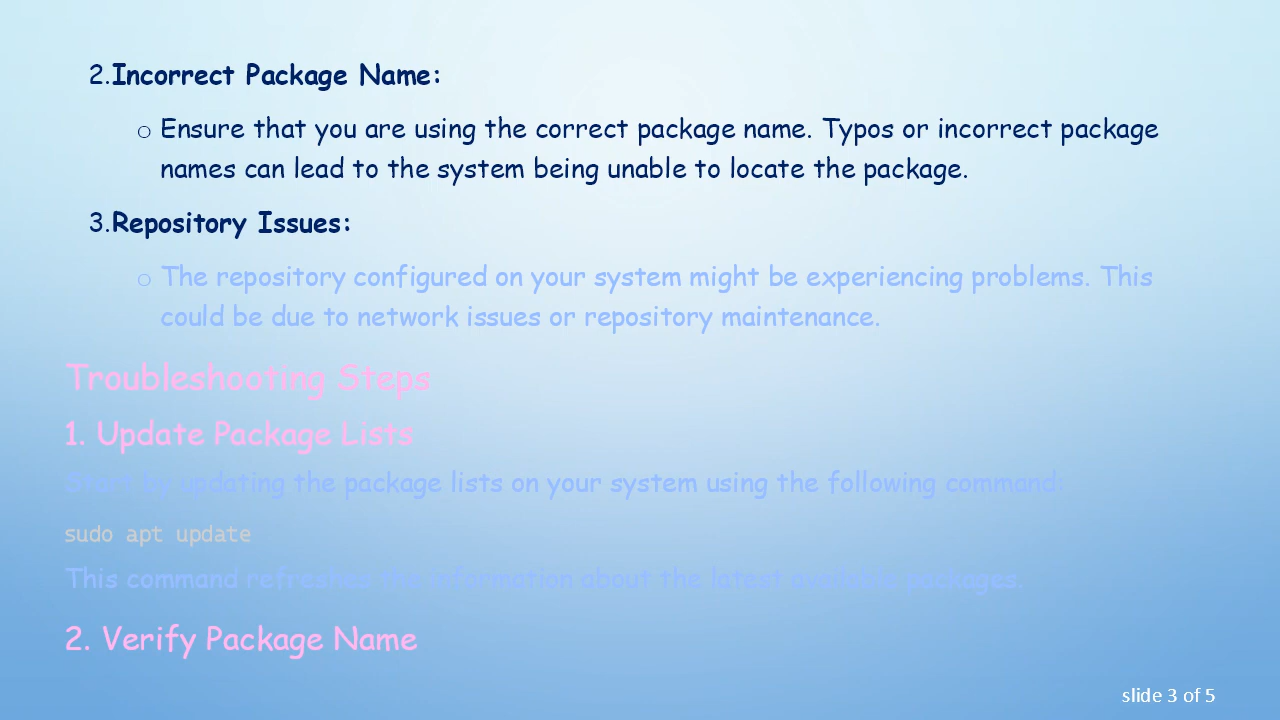 2.Incorrect Package Name:
o Ensure that you are using the correct package name. Typos or incorrect package
names can lead to the system being unable to locate the package.
3.Repository Issues:
o The repository configured on your system might be experiencing problems. This
could be due to network issues or repository maintenance.
Troubleshooting Steps
1. Update Package Lists
Start by updating the package lists on your system using the following command:
sudo apt update
This command refreshes the information about the latest available packages.
2. Verify Package Name
slide 3 of 5